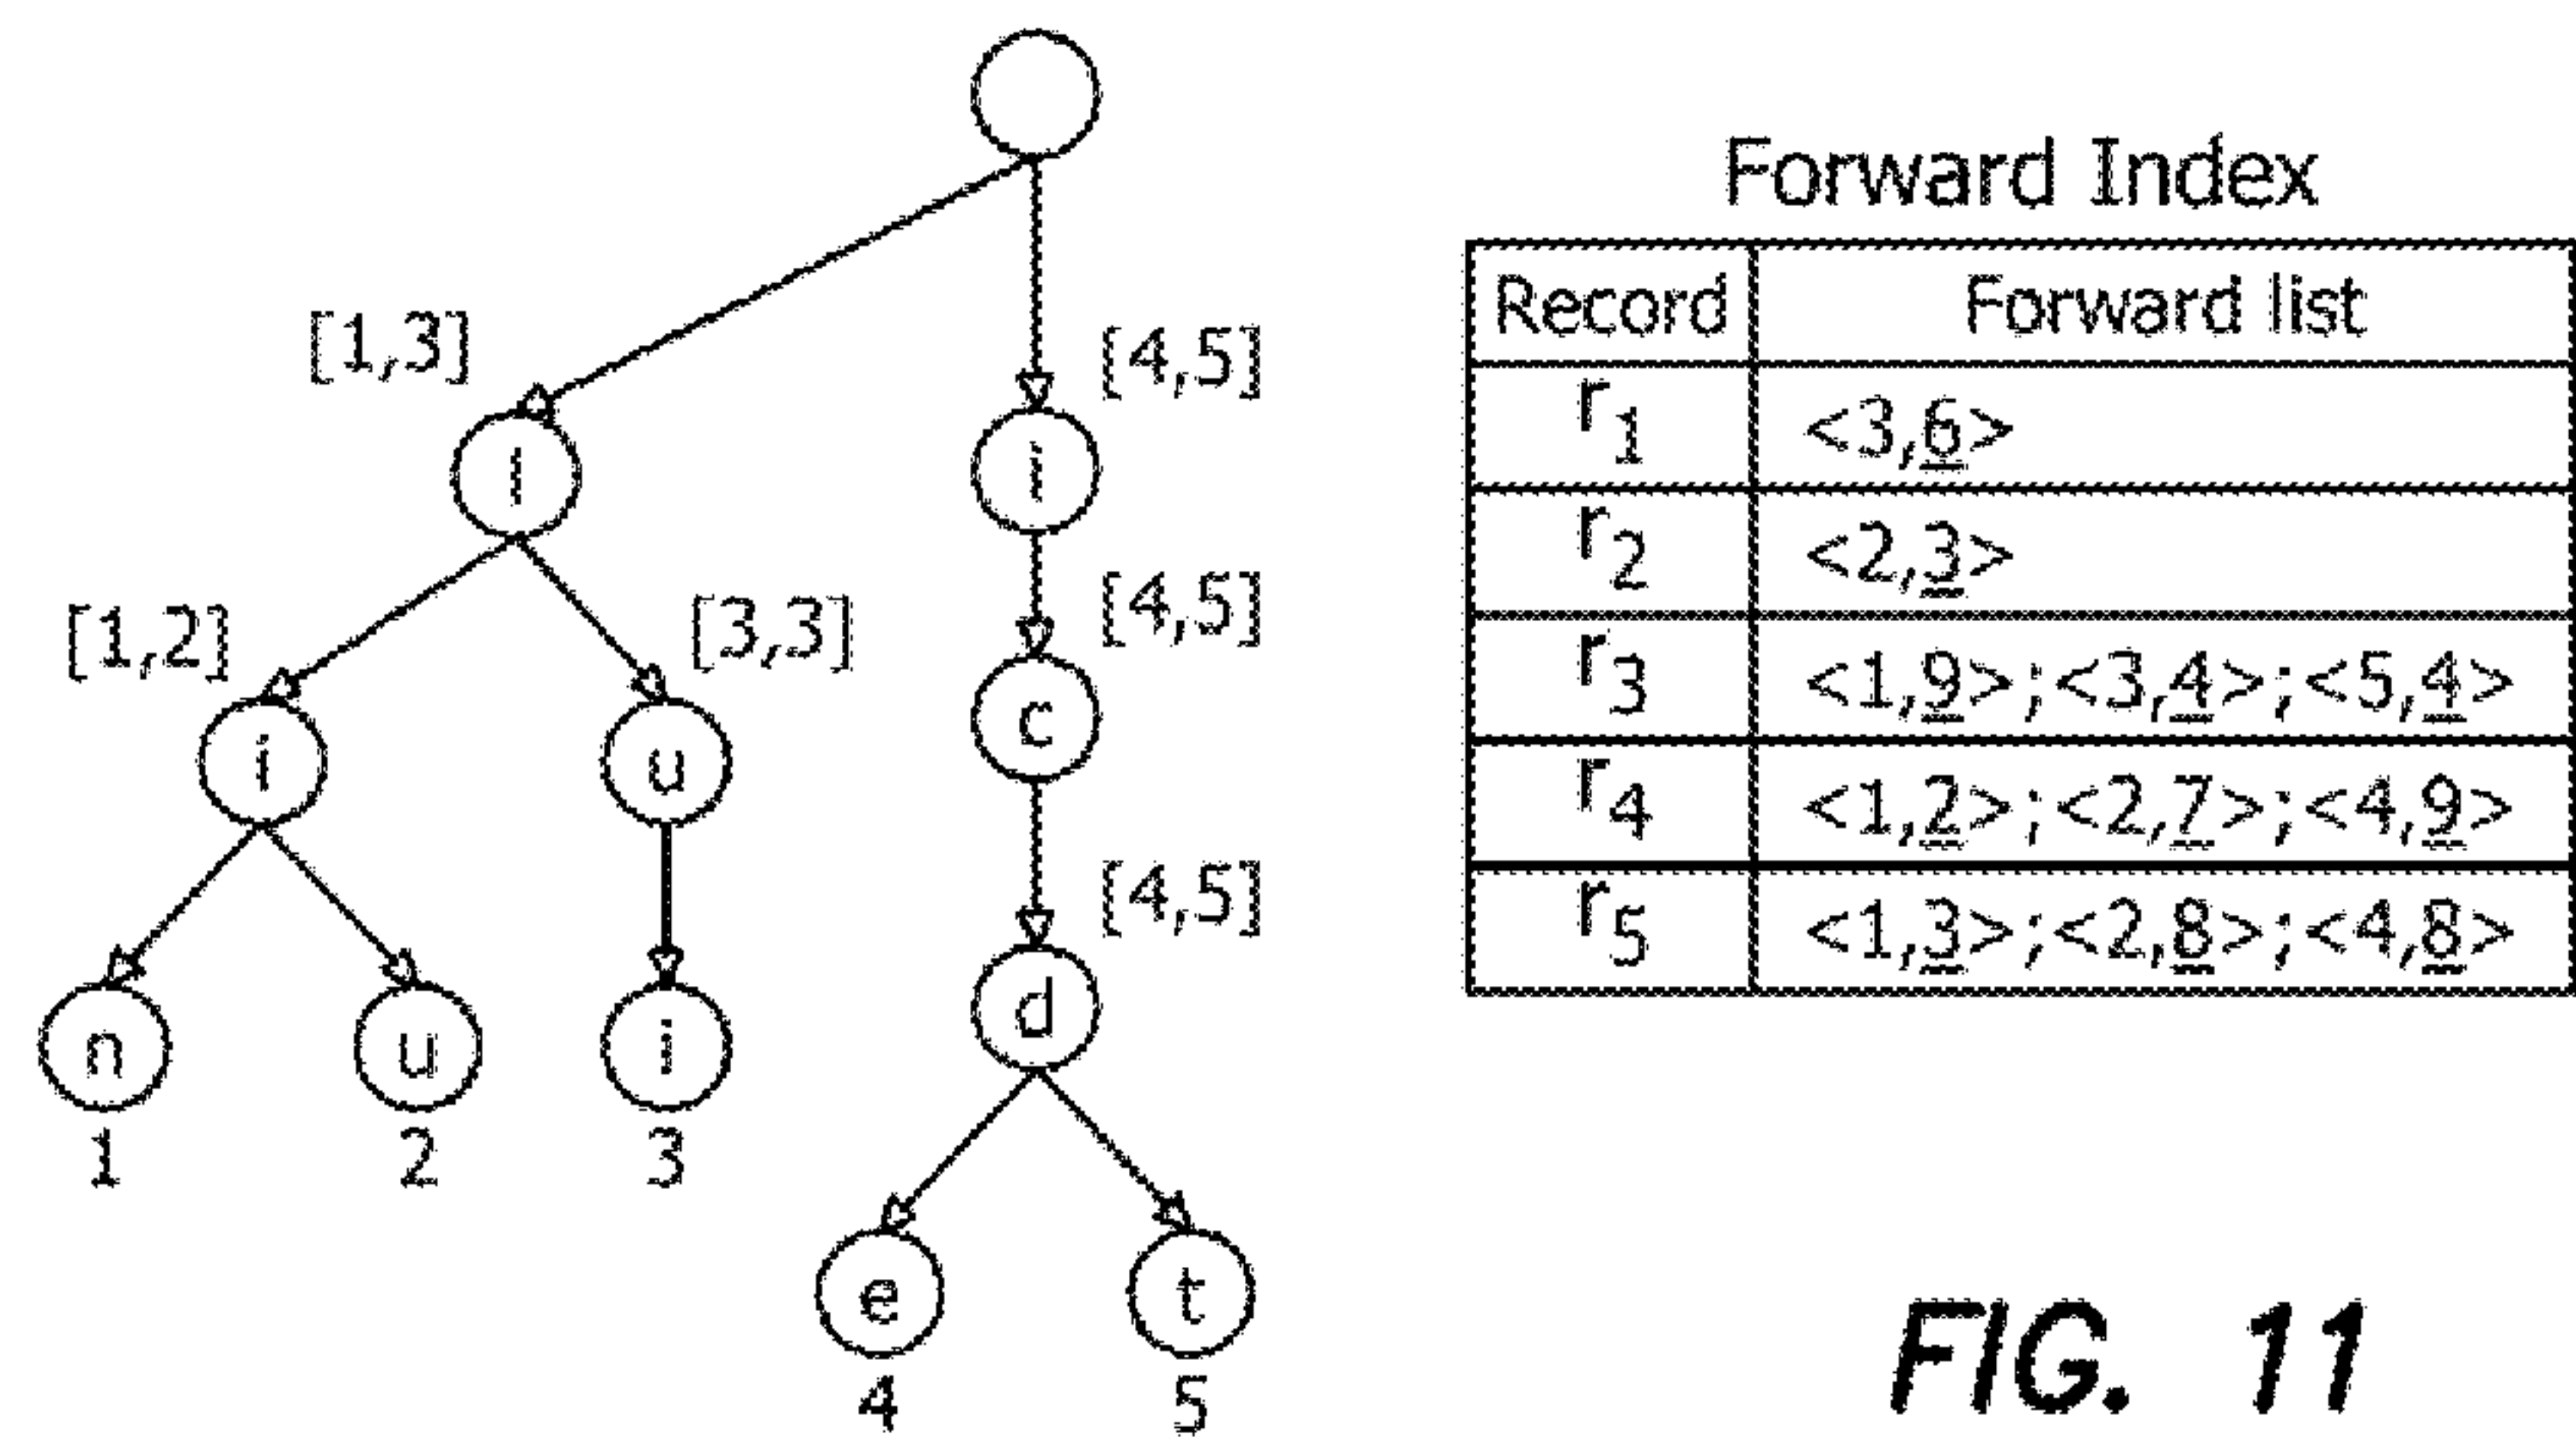 Forward Index
Record Forward list
r1 <3,6>
r2 <2,3>
r3 <1,9>;<3,4>;<5,4>
r4 <1,2>;<2,7>;<4,9>
r5 <1,3>;<2,8>;<4,8>
[1,3] [4,5]
l i
[1,2] [3,3] [4,5]
i u c
[4,5]
n u i d
1 2 3
e t
4 5
FIG. 11